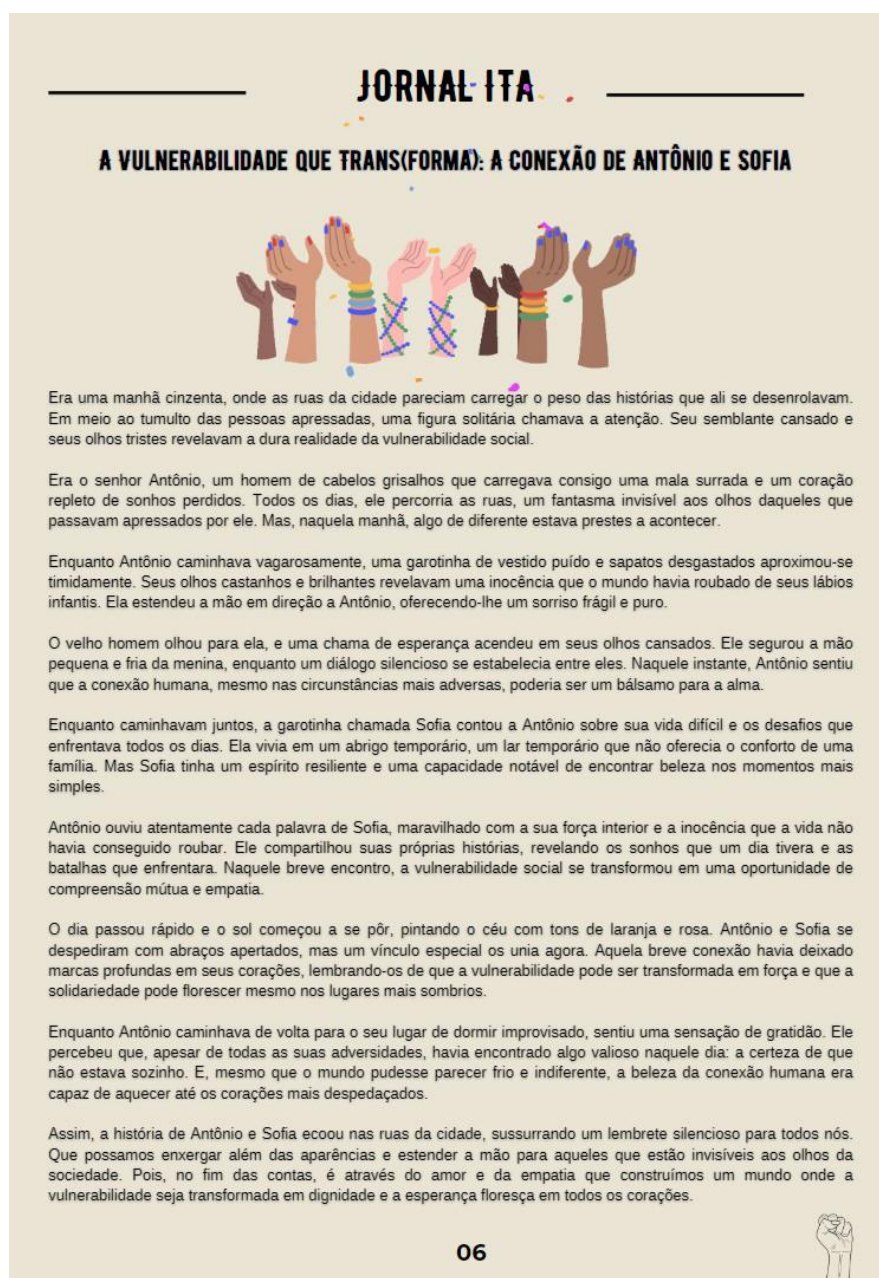 JORNAL ITA
A VULNERABILIDADE QUE TRANS(FORMA): A CONEXÃO DE ANTÔNIO E SOFIA
Era uma manhã cinzenta, onde as ruas da cidade pareciam carregar o peso das histórias que ali se desenrolavam.
Em meio ao tumulto das pessoas apressadas, uma figura solitária chamava a atenção. Seu semblante cansado e
seus olhos tristes revelavam a dura realidade da vulnerabilidade social.
Era o senhor Antônio, um homem de cabelos grisalhos que carregava consigo uma mala surrada e um coração
repleto de sonhos perdidos. Todos os dias, ele percorria as ruas, um fantasma invisível aos olhos daqueles que
passavam apressados por ele. Mas, naquela manhã, algo de diferente estava prestes a acontecer.
Enquanto Antônio caminhava vagarosamente, uma garotinha de vestido puído e sapatos desgastados aproximou-se
timidamente. Seus olhos castanhos e brilhantes revelavam uma inocência que o mundo havia roubado de seus lábios
infantis. Ela estendeu a mão em direção a Antônio, oferecendo-lhe um sorriso frágil e puro.
O velho homem olhou para ela, e uma chama de esperança acendeu em seus olhos cansados. Ele segurou a mão
pequena e fria da menina, enquanto um diálogo silencioso se estabelecia entre eles. Naquele instante, Antônio sentiu
que a conexão humana, mesmo nas circunstâncias mais adversas, poderia ser um bálsamo para a alma.
Enquanto caminhavam juntos, a garotinha chamada Sofia contou a Antônio sobre sua vida difícil e os desafios que
enfrentava todos os dias. Ela vivia em um abrigo temporário, um lar temporário que não oferecia o conforto de uma
família. Mas Sofia tinha um espírito resiliente e uma capacidade notável de encontrar beleza nos momentos mais
simples.
Antônio ouviu atentamente cada palavra de Sofia, maravilhado com a sua força interior e a inocência que a vida não
havia conseguido roubar. Ele compartilhou suas próprias histórias, revelando os sonhos que um dia tivera e as
batalhas que enfrentara. Naquele breve encontro, a vulnerabilidade social se transformou em uma oportunidade de
compreensão mútua e empatia.
O dia passou rápido e o sol começou a se pôr, pintando o céu com tons de laranja e rosa. Antônio e Sofia se
despediram com abraços apertados, mas um vínculo especial os unia agora. Aquela breve conexão havia deixado
marcas profundas em seus corações, lembrando-os de que a vulnerabilidade pode ser transformada em força e que a
solidariedade pode florescer mesmo nos lugares mais sombrios.
Enquanto Antônio caminhava de volta para o seu lugar de dormir improvisado, sentiu uma sensação de gratidão. Ele
percebeu que, apesar de todas as suas adversidades, havia encontrado algo valioso naquele dia: a certeza de que
não estava sozinho. E, mesmo que o mundo pudesse parecer frio e indiferente, a beleza da conexão humana era
capaz de aquecer até os corações mais despedaçados.
Assim, a história de Antônio e Sofia ecoou nas ruas da cidade, sussurrando um lembrete silencioso para todos nós.
Que possamos enxergar além das aparências e estender a mão para aqueles que estão invisíveis aos olhos da
sociedade. Pois, no fim das contas, é através do amor e da empatia que construímos um mundo onde a
vulnerabilidade seja transformada em dignidade e a esperança floresça em todos os corações.
06